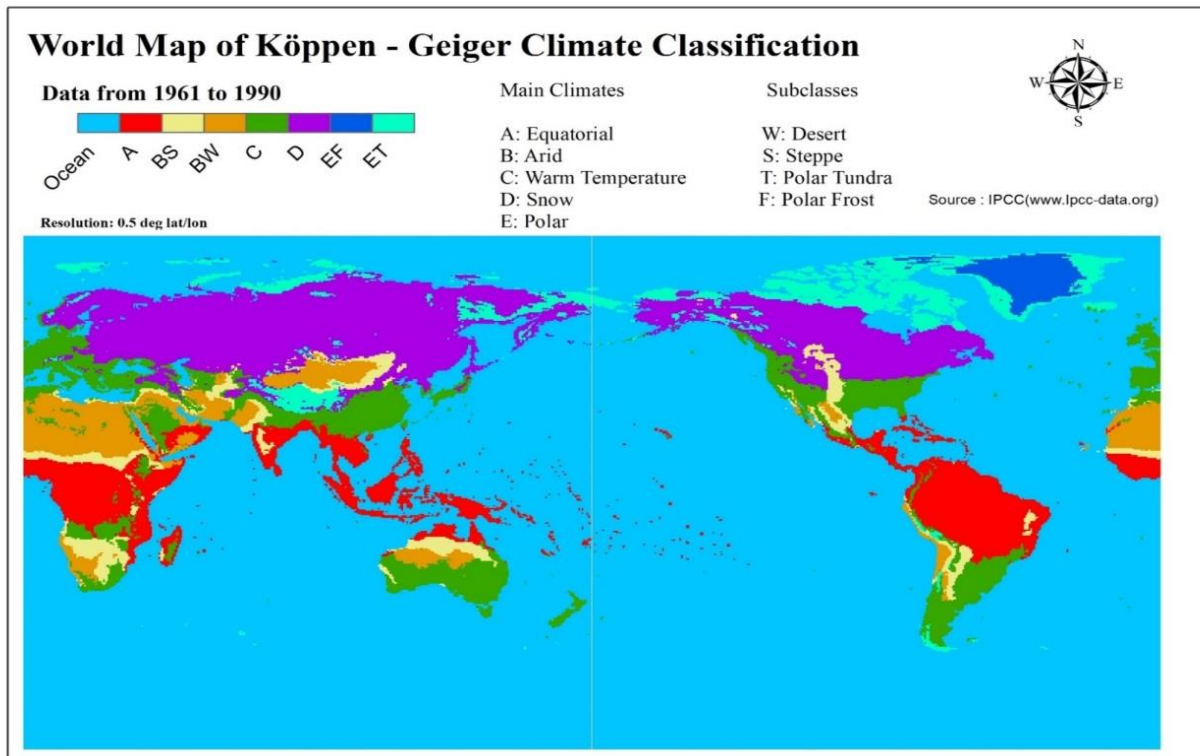 World Map of Köppen - Geiger Climate Classification
Data from 1961 to 1990
Ocean A BS BW C D EF ET
Resolution: 0.5 deg lat/lon
Main Climates
A: Equatorial
B: Arid
C: Warm Temperature
D: Snow
E: Polar
Subclasses
W: Desert
S: Steppe
T: Polar Tundra
F: Polar Frost
N
W E
S
Source : IPCC(www.Ipcc-data.org)